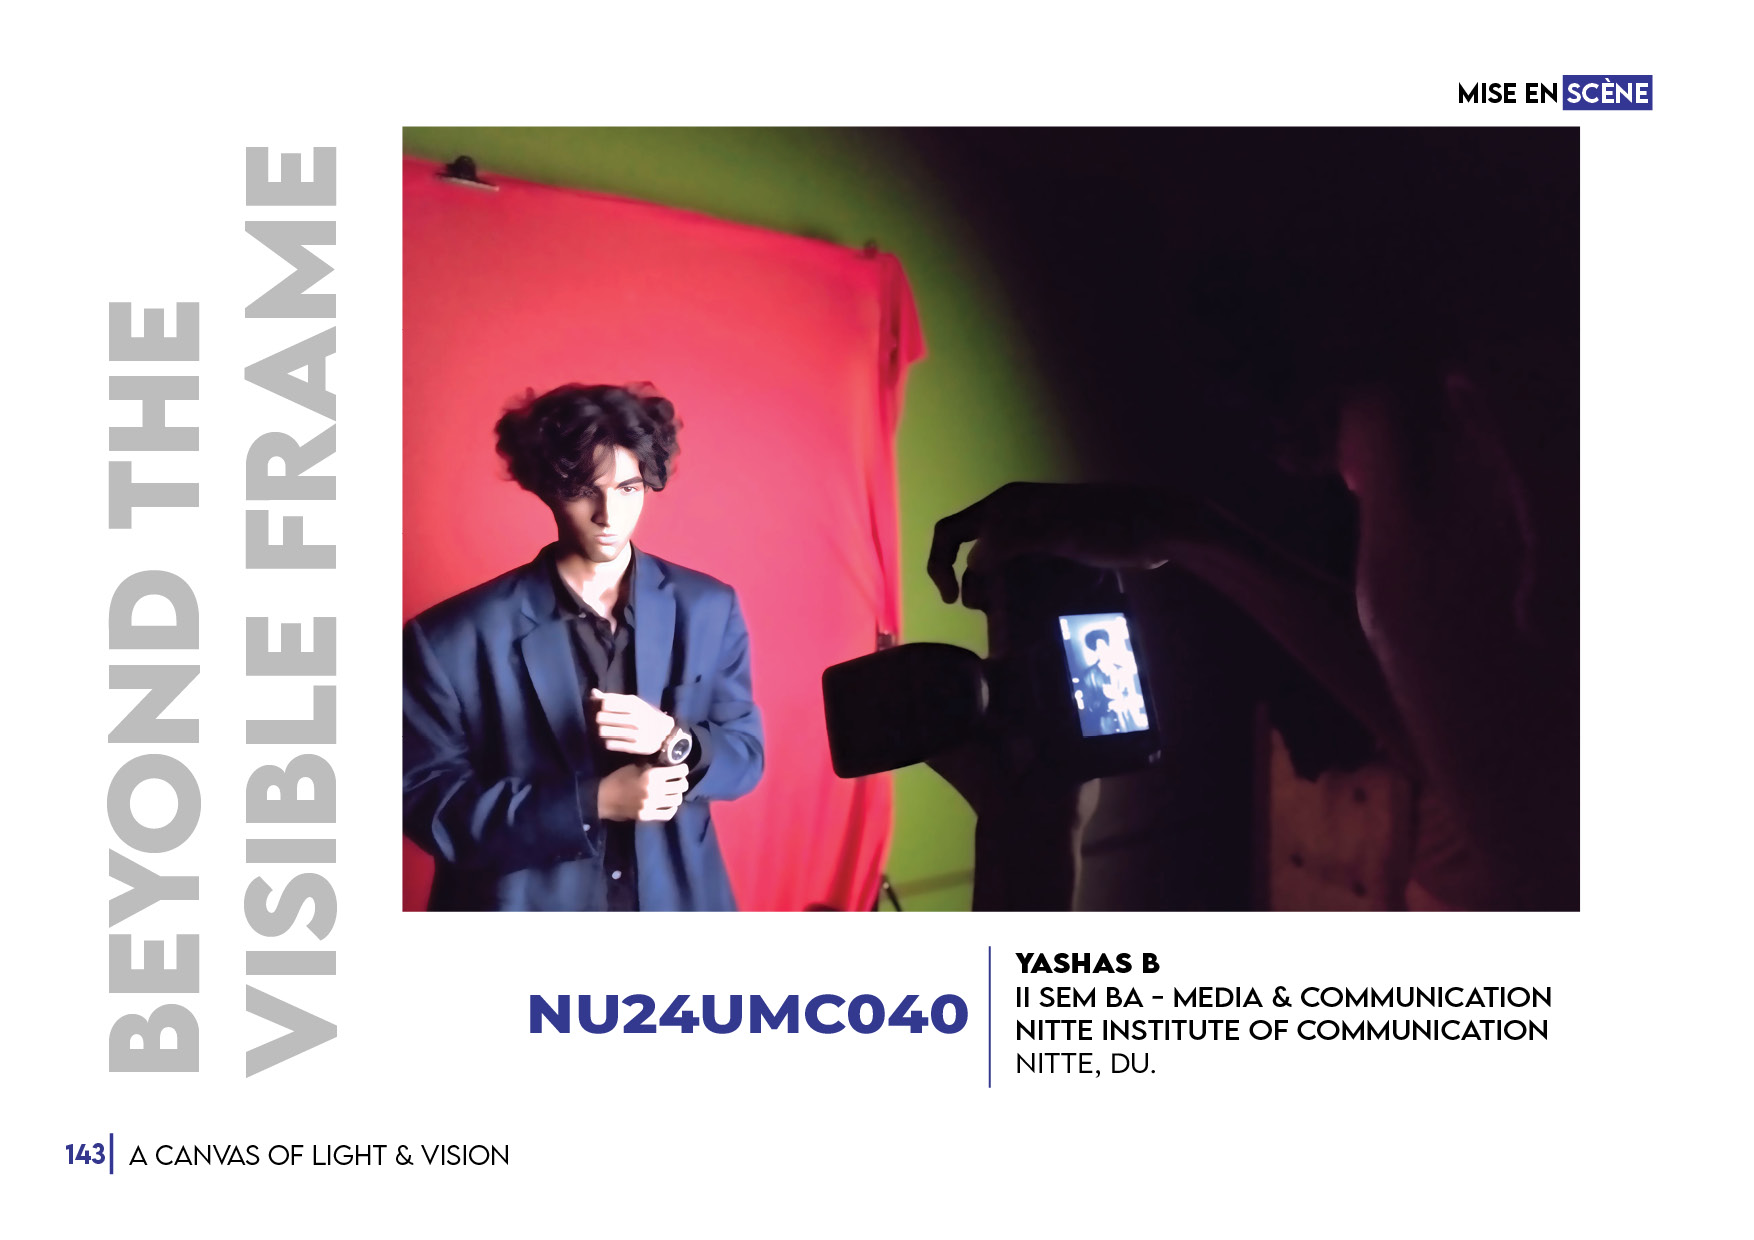 MISE EN SCÈNE
BEYOND THE
VISIBLE FRAME
NU24UMC040
YASHAS B
II SEM BA - MEDIA & COMMUNICATION
NITTE INSTITUTE OF COMMUNICATION
NITTE, DU.
143 A CANVAS OF LIGHT & VISION